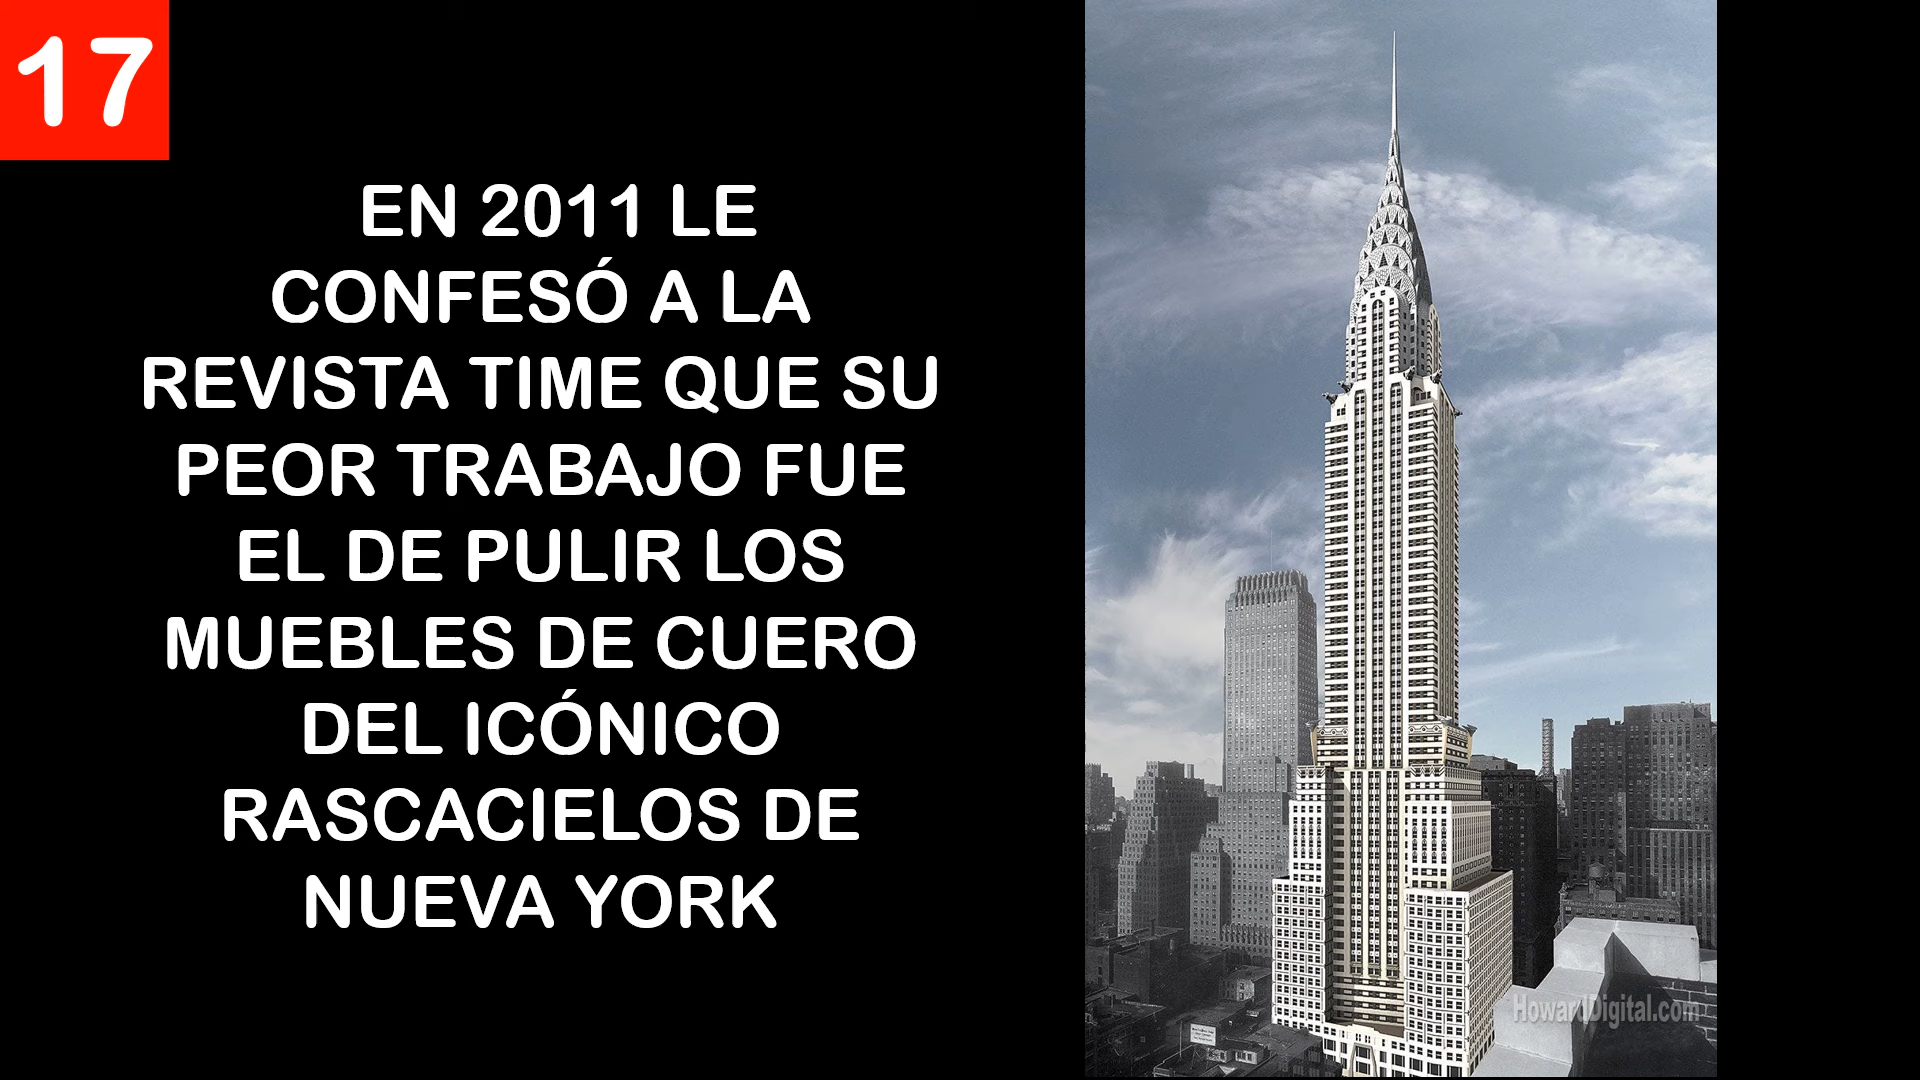 17
EN 2011 LE
CONFESÓ A LA
REVISTA TIME QUE SU
PEOR TRABAJO FUE
EL DE PULIR LOS
MUEBLES DE CUERO
DEL ICÓNICO
RASCACIELOS DE
NUEVA YORK
HowardDigital.com